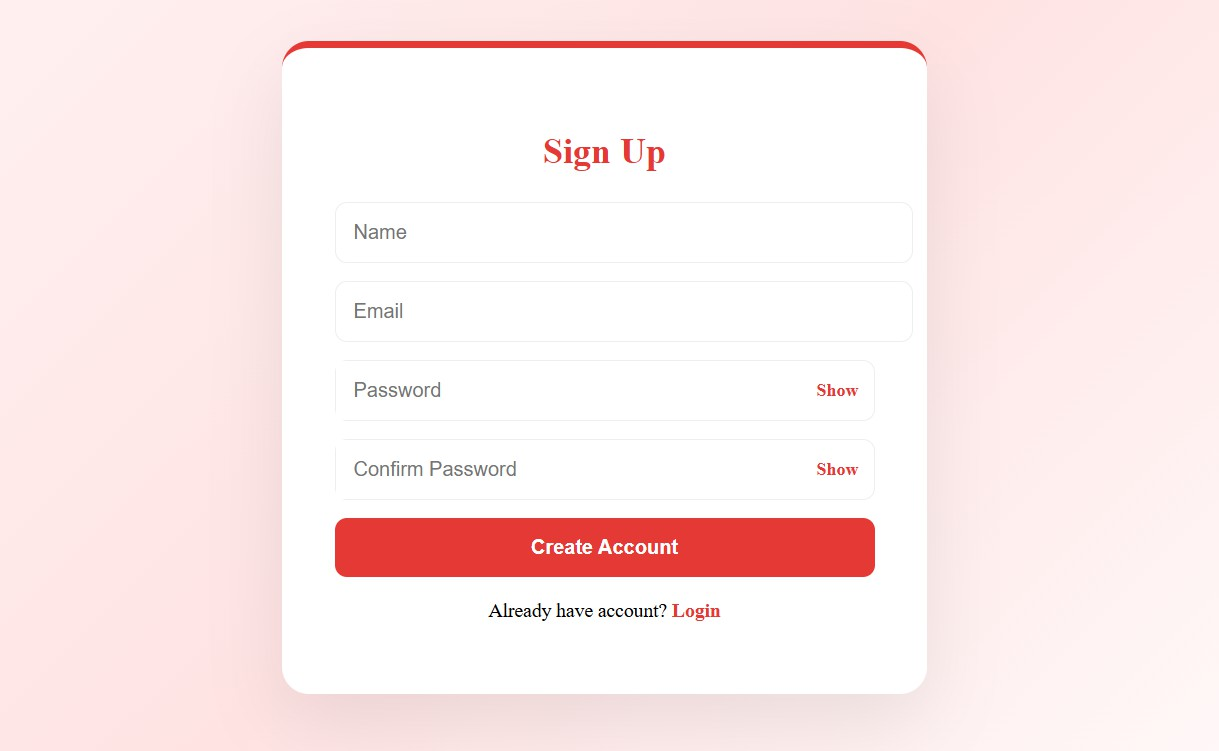 Sign Up
Name
Email
Password Show
Confirm Password Show
Create Account
Already have account? Login